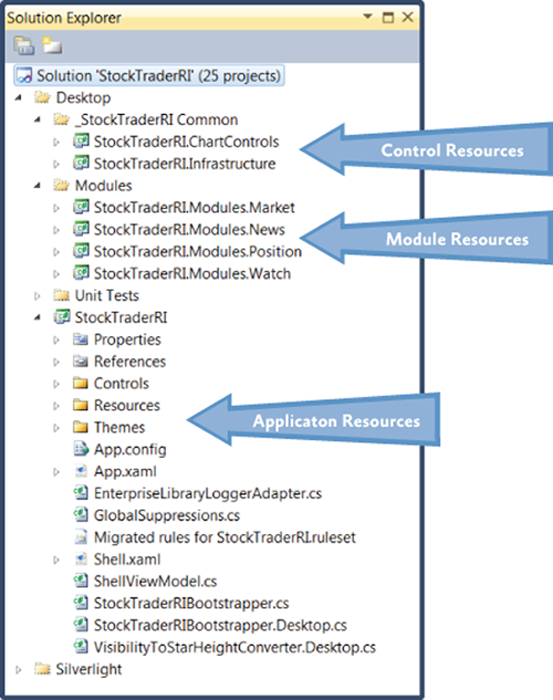 Solution Explorer
Solution 'StockTraderRI' (25 projects)
Desktop
_StockTraderRI Common
StockTraderRI.ChartControls
StockTraderRI.Infrastructure
Control Resources
Modules
StockTraderRI.Modules.Market
StockTraderRI.Modules.News
Module Resources
StockTraderRI.Modules.Position
StockTraderRI.Modules.Watch
Unit Tests
StockTraderRI
Properties
References
Controls
Resources
Applicaton Resources
Themes
App.config
App.xaml
EnterpriseLibraryLoggerAdapter.cs
GlobalSuppressions.cs
Migrated rules for StockTraderRI.ruleset
Shell.xaml
ShellViewModel.cs
StockTraderRIBootstrapper.cs
StockTraderRIBootstrapper.Desktop.cs
VisibilityToStarHeightConverter.Desktop.cs
Silverlight